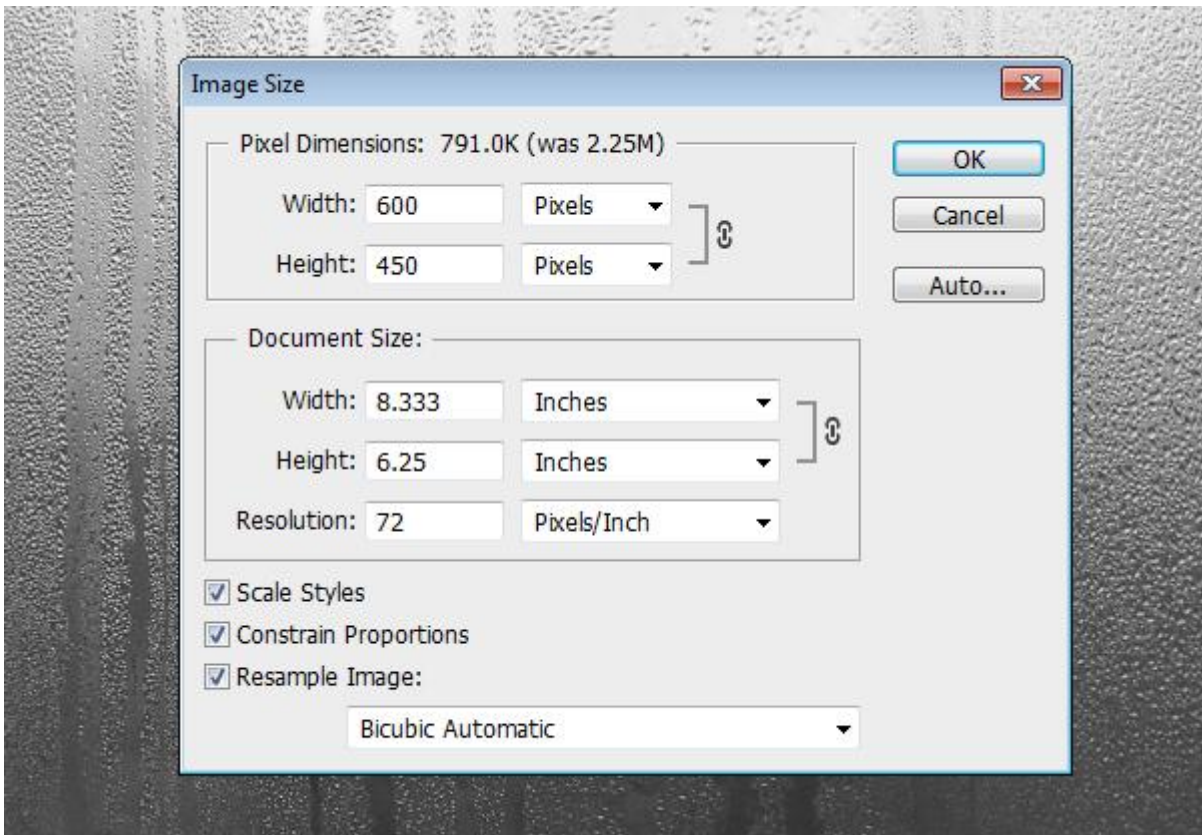 Image Size
Pixel Dimensions: 791.0K (was 2.25M)
OK
Width: 600 Pixels
Cancel
Height: 450 Pixels
Auto...
Document Size:
Width: 8.333 Inches
Height: 6.25 Inches
Resolution: 72 Pixels/Inch
Scale Styles
Constrain Proportions
Resample Image:
Bicubic Automatic